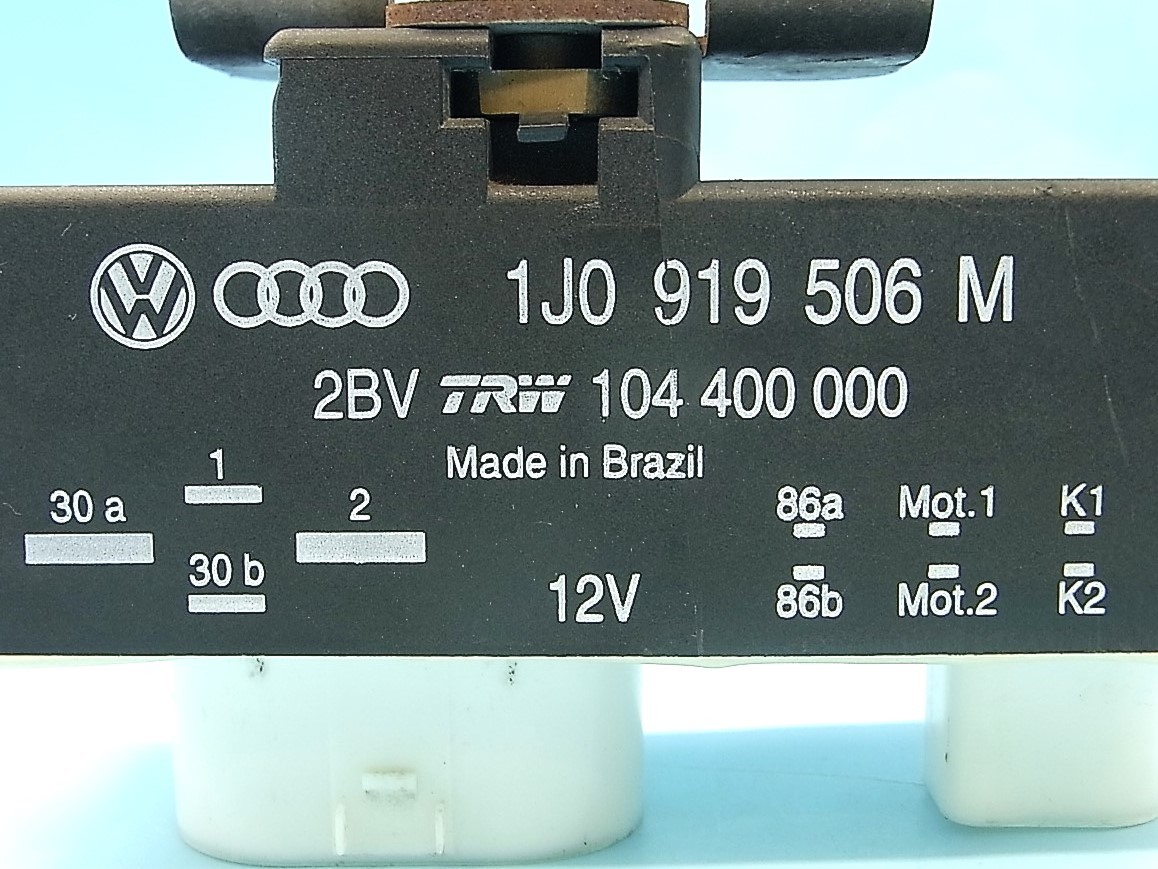 1J0 919 506 M
2BV TRW 104 400 000
Made in Brazil
30 a 1 2 86a Mot.1 K1
30 b 12V 86b Mot.2 K2